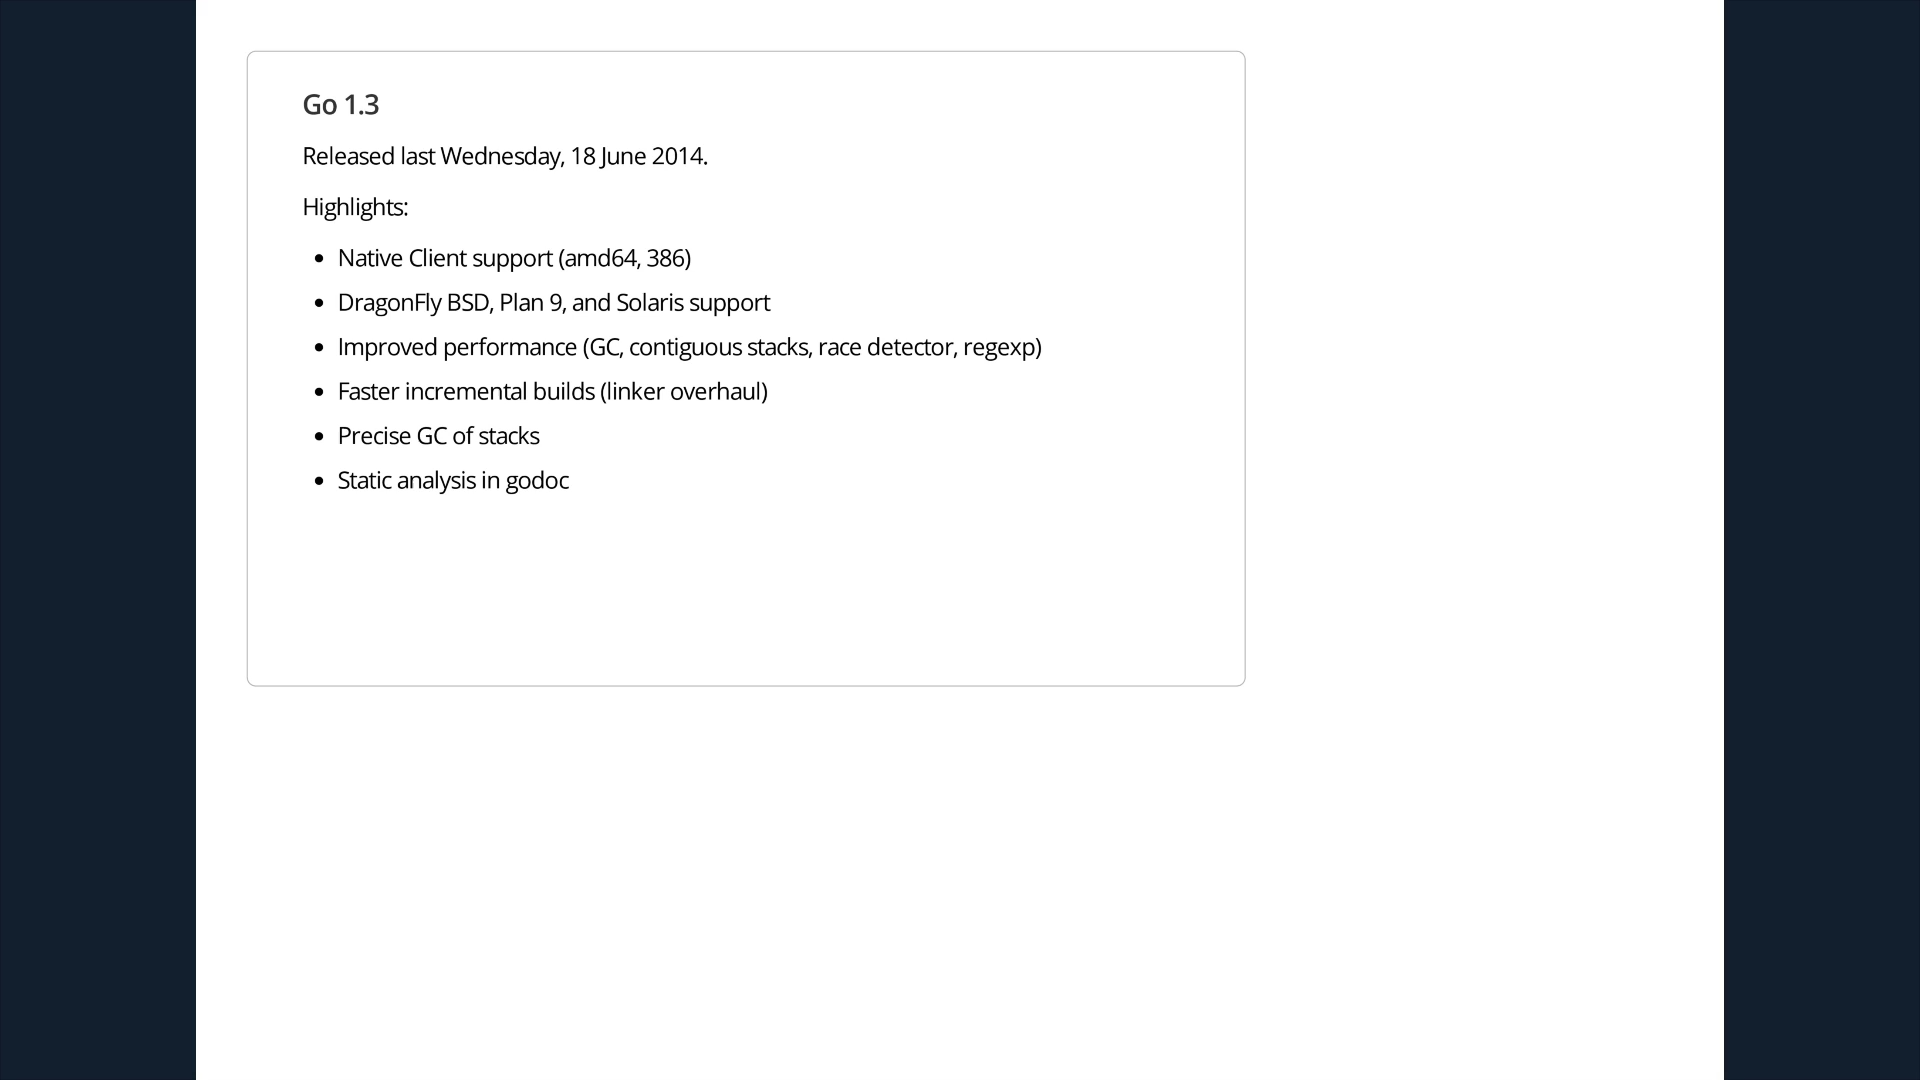 Go 1.3
Released last Wednesday, 18 June 2014.
Highlights:
• Native Client support (amd64, 386)
• DragonFly BSD, Plan 9, and Solaris support
• Improved performance (GC, contiguous stacks, race detector, regexp)
• Faster incremental builds (linker overhaul)
• Precise GC of stacks
• Static analysis in godoc